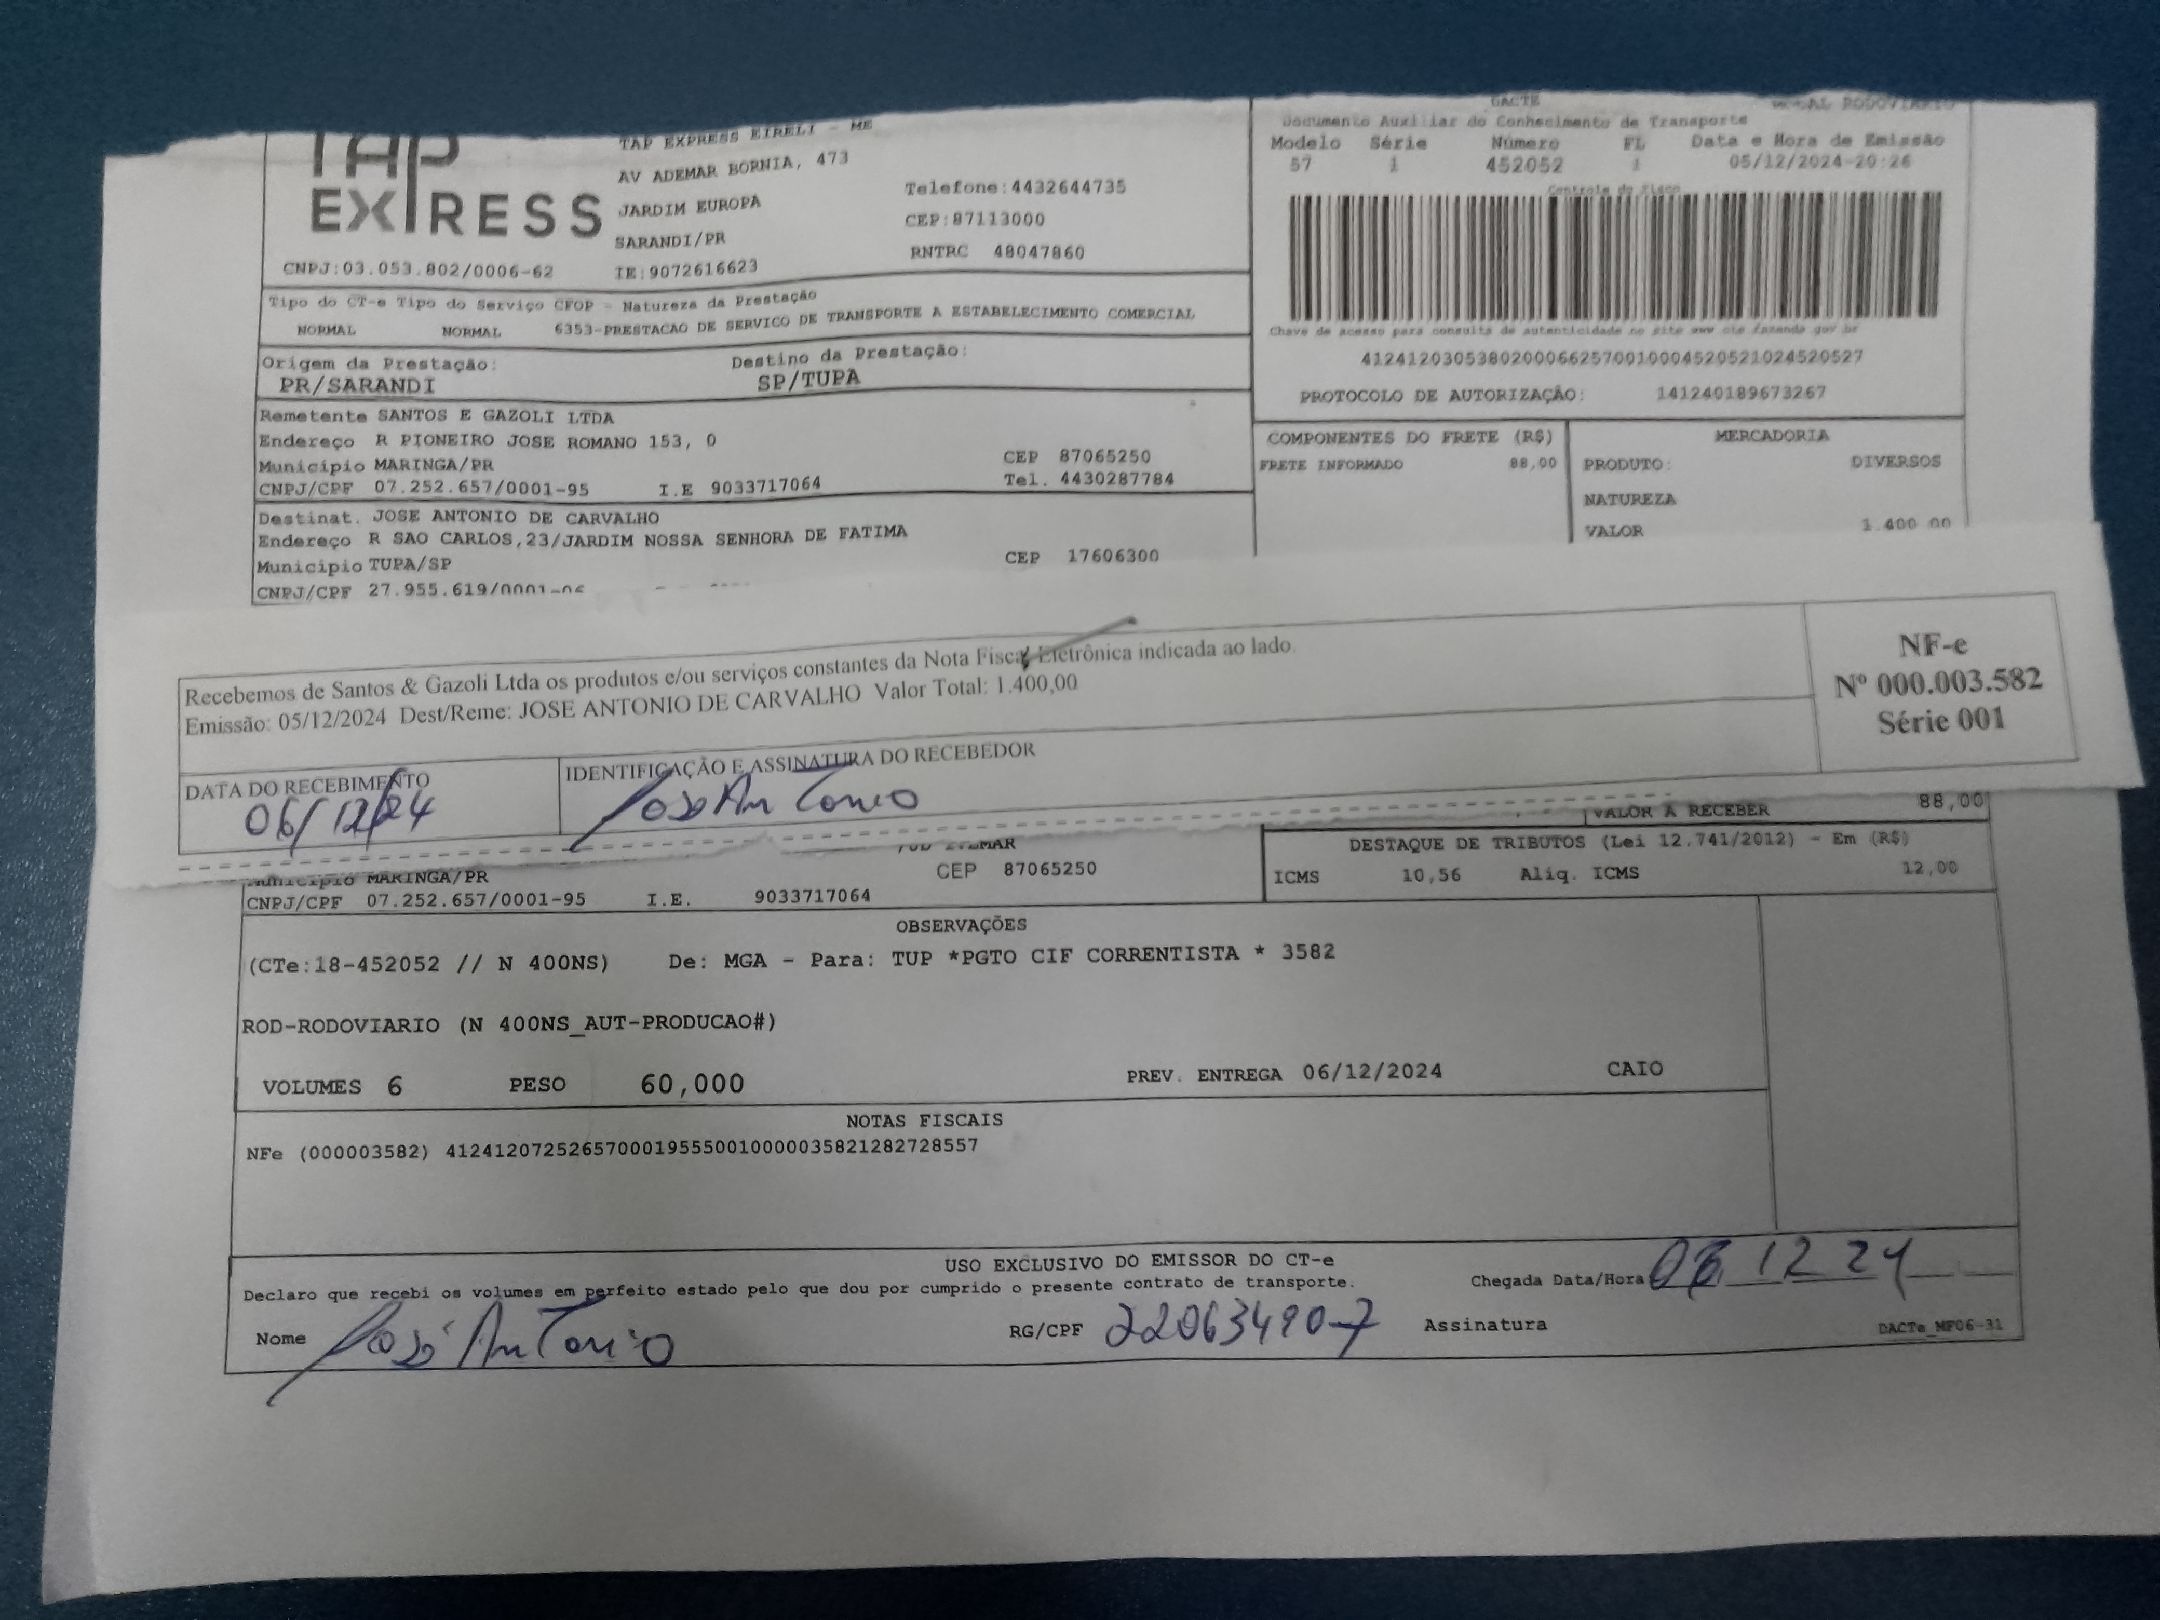 TAP
EXPRESS
TAP EXPRESS EIRELI - ME
AV ADEMAR BORNIA, 473
JARDIM EUROPA
SARANDI/PR
IE:9072616623
Telefone:4432644735
CEP:87113000
RNTRC 48047860
CNPJ:03.053.802/0006-62
DACTE
MODAL RODOVIARIO
Documento Auxiliar do Conhecimento de Transporte
Modelo Série Número FL Data e Hora de Emissão
57 1 452052 1 05/12/2024-20:26
Controle do Fisco
Chave de acesso para consulta de autenticidade no site www cte fazenda gov br
41241203053802000662570010004520521024520527
PROTOCOLO DE AUTORIZAÇÃO: 141240189673267
Tipo do CT-e Tipo do Serviço CFOP - Natureza da Prestação
NORMAL NORMAL 6353-PRESTACAO DE SERVICO DE TRANSPORTE A ESTABELECIMENTO COMERCIAL
Origem da Prestação: Destino da Prestação:
PR/SARANDI SP/TUPA
Remetente SANTOS E GAZOLI LTDA
Endereço R PIONEIRO JOSE ROMANO 153, 0
Município MARINGA/PR CEP 87065250
CNPJ/CPF 07.252.657/0001-95 I.E 9033717064 Tel. 4430287784
COMPONENTES DO FRETE (R$)
FRETE INFORMADO 88,00
MERCADORIA
PRODUTO: DIVERSOS
NATUREZA
VALOR 1.400,00
Destinat. JOSE ANTONIO DE CARVALHO
Endereço R SAO CARLOS,23/JARDIM NOSSA SENHORA DE FATIMA
Município TUPA/SP CEP 17606300
CNPJ/CPF 27.955.619/0001-06
Recebemos de Santos & Gazoli Ltda os produtos e/ou serviços constantes da Nota Fiscal Eletrônica indicada ao lado.
Emissão: 05/12/2024 Dest/Reme: JOSE ANTONIO DE CARVALHO Valor Total: 1.400,00
NF-e
Nº 000.003.582
Série 001
DATA DO RECEBIMENTO IDENTIFICAÇÃO E ASSINATURA DO RECEBEDOR
06/12/24 José Antonio
VALOR A RECEBER 88,00
Município MARINGA/PR CEP 87065250
CNPJ/CPF 07.252.657/0001-95 I.E. 9033717064
DESTAQUE DE TRIBUTOS (Lei 12.741/2012) - Em (R$)
ICMS 10,56 Aliq. ICMS 12,00
OBSERVAÇÕES
(CTe:18-452052 // N 400NS) De: MGA - Para: TUP *PGTO CIF CORRENTISTA * 3582
ROD-RODOVIARIO (N 400NS_AUT-PRODUCAO#)
VOLUMES 6 PESO 60,000 PREV. ENTREGA 06/12/2024 CAIO
NOTAS FISCAIS
NFe (000003582) 41241207252657000195550010000035821282728557
USO EXCLUSIVO DO EMISSOR DO CT-e
Declaro que recebi os volumes em perfeito estado pelo que dou por cumprido o presente contrato de transporte. Chegada Data/Hora 06 12 24
Nome José Antonio RG/CPF 22063490-7 Assinatura DACTe_MF06-31